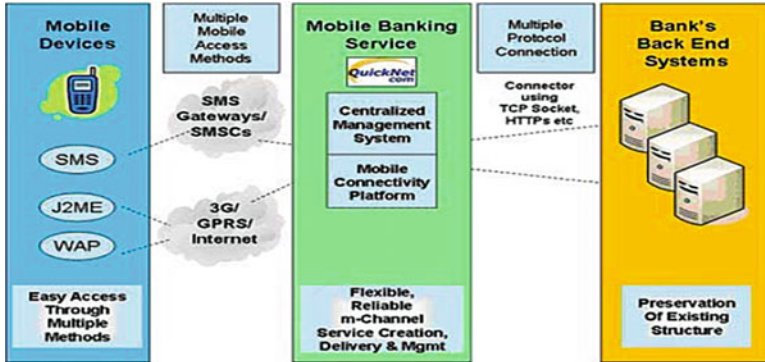 Mobile
Devices
SMS
J2ME
WAP
Easy Access
Through
Multiple
Methods
Multiple
Mobile
Access
Methods
SMS
Gateways/
SMSCs
3G/
GPRS/
Internet
Mobile Banking
Service
QuickNet
.com
Centralized
Management
System
Mobile
Connectivity
Platform
Flexible,
Reliable
m-Channel
Service Creation,
Delivery & Mgmt
Multiple
Protocol
Connection
Connector
using
TCP Socket,
HTTPs etc
Bank's
Back End
Systems
Preservation
Of Existing
Structure